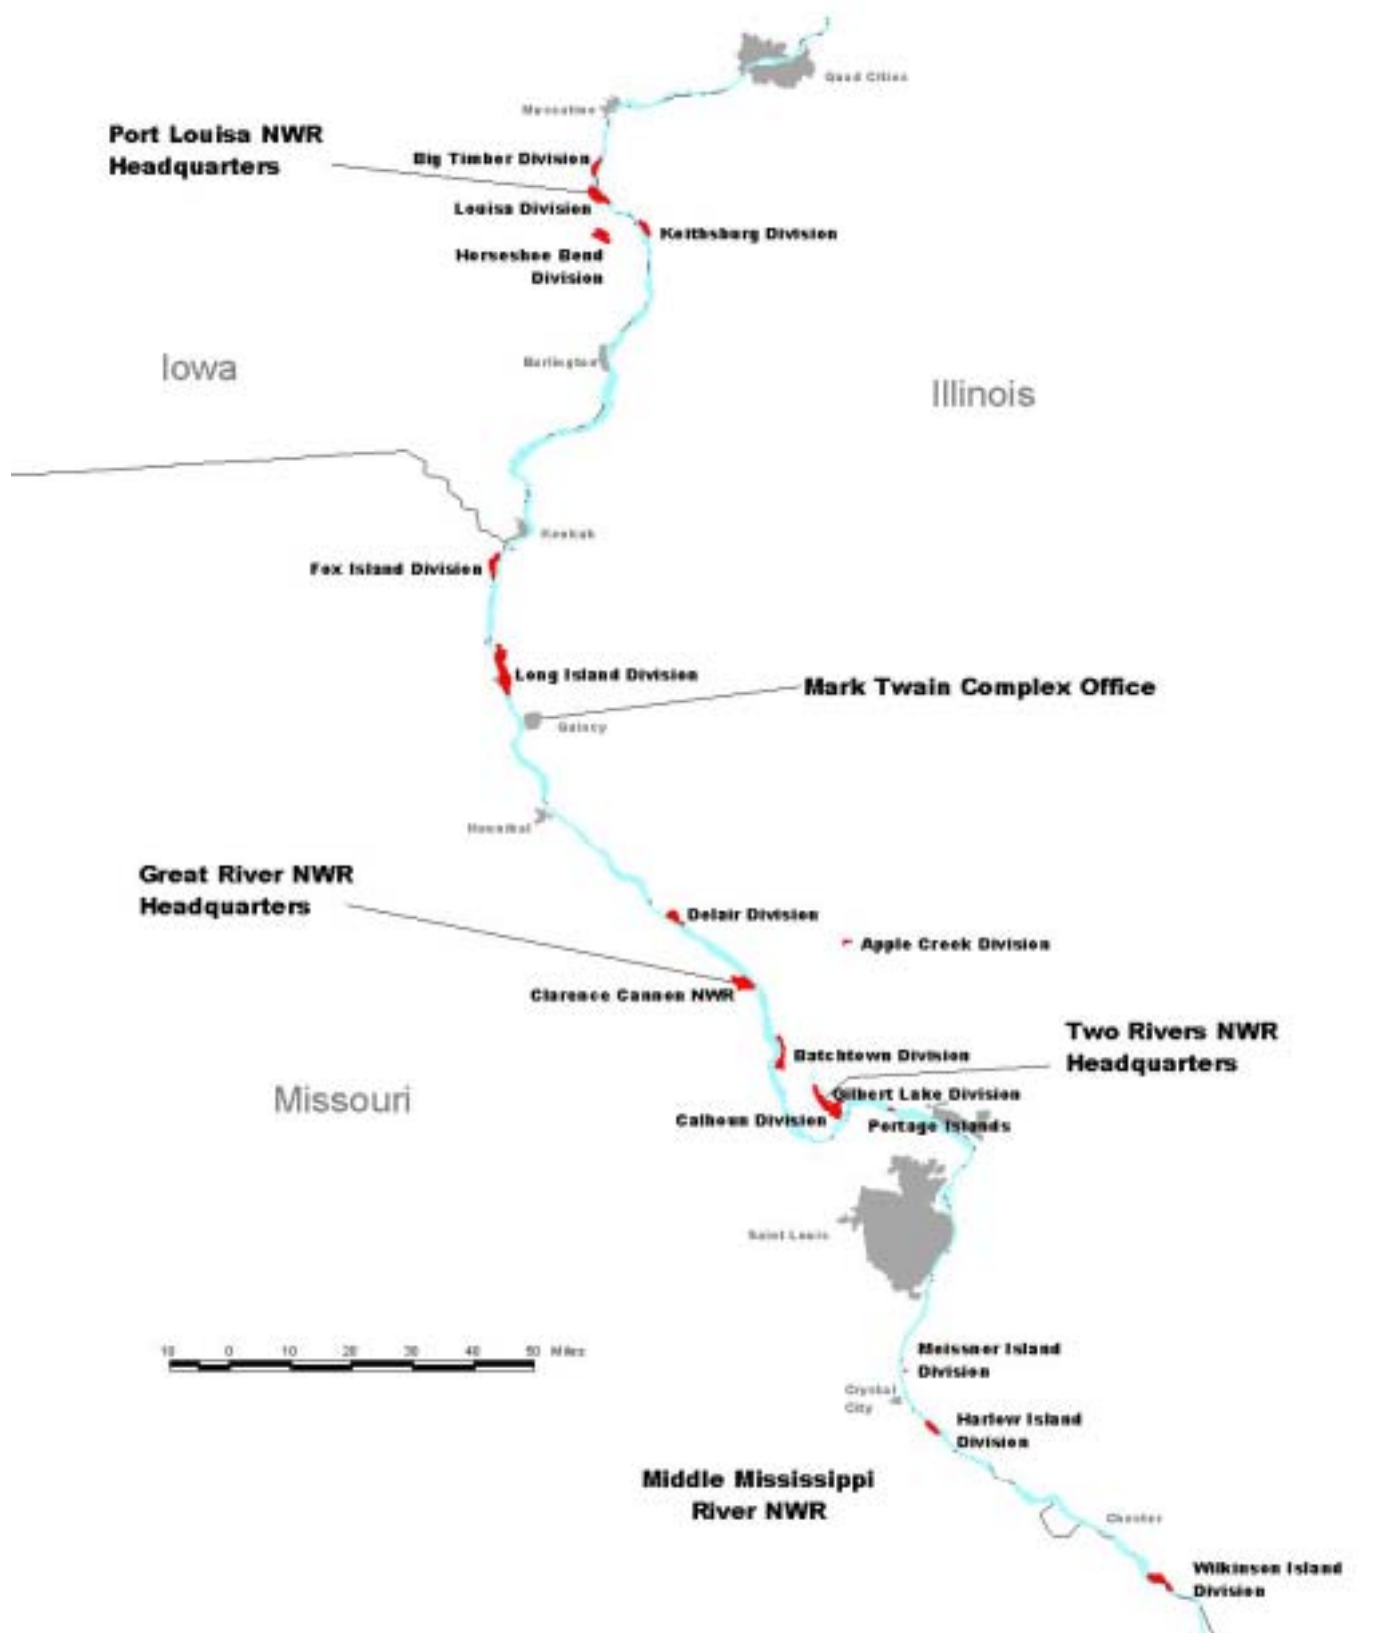 Quad Cities
Muscatine
Port Louisa NWR
Headquarters
Big Timber Division
Louisa Division
Keithsburg Division
Horseshoe Bend
Division
Iowa
Burlington
Illinois
Keokuk
Fox Island Division
Long Island Division
Mark Twain Complex Office
Quincy
Hannibal
Great River NWR
Headquarters
Delair Division
Apple Creek Division
Clarence Cannon NWR
Two Rivers NWR
Headquarters
Batchtown Division
Gilbert Lake Division
Missouri
Calhoun Division
Portage Islands
Saint Louis
10 0 10 20 30 40 50 Miles
Meissner Island
Division
Crystal
City
Harlow Island
Division
Middle Mississippi
River NWR
Chester
Wilkinson Island
Division